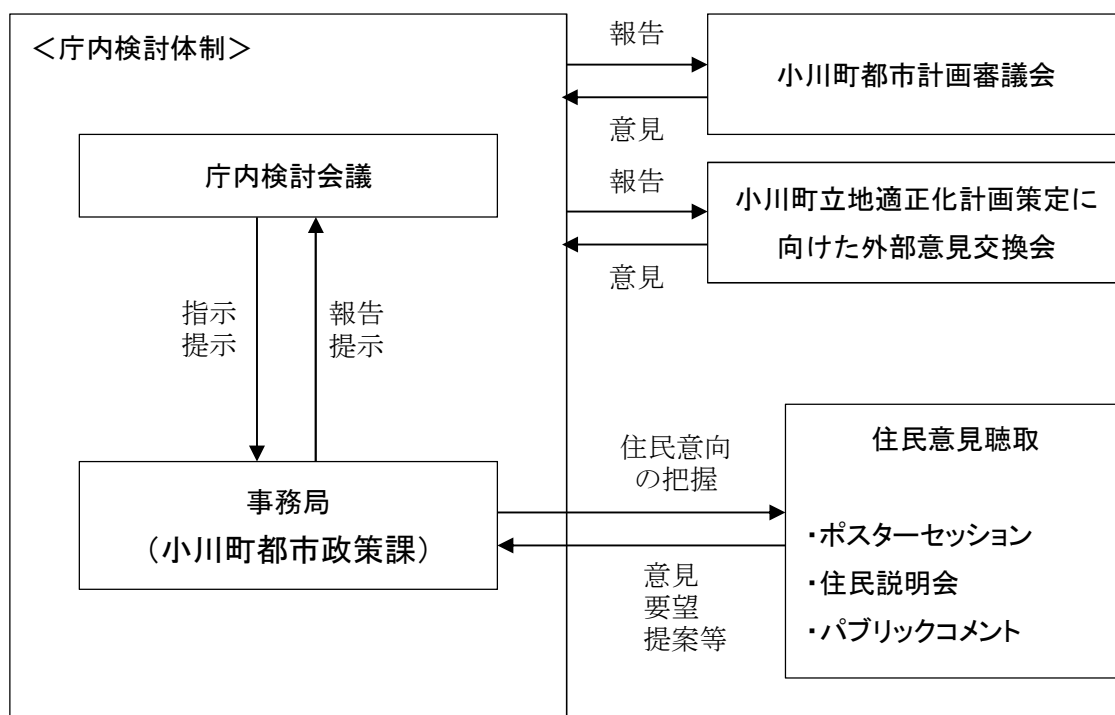 ＜庁内検討体制＞
庁内検討会議
指示
提示
報告
提示
事務局
（小川町都市政策課）
報告
意見
小川町都市計画審議会
報告
意見
小川町立地適正化計画策定に
向けた外部意見交換会
住民意向
の把握
意見
要望
提案等
住民意見聴取
・ポスターセッション
・住民説明会
・パブリックコメント